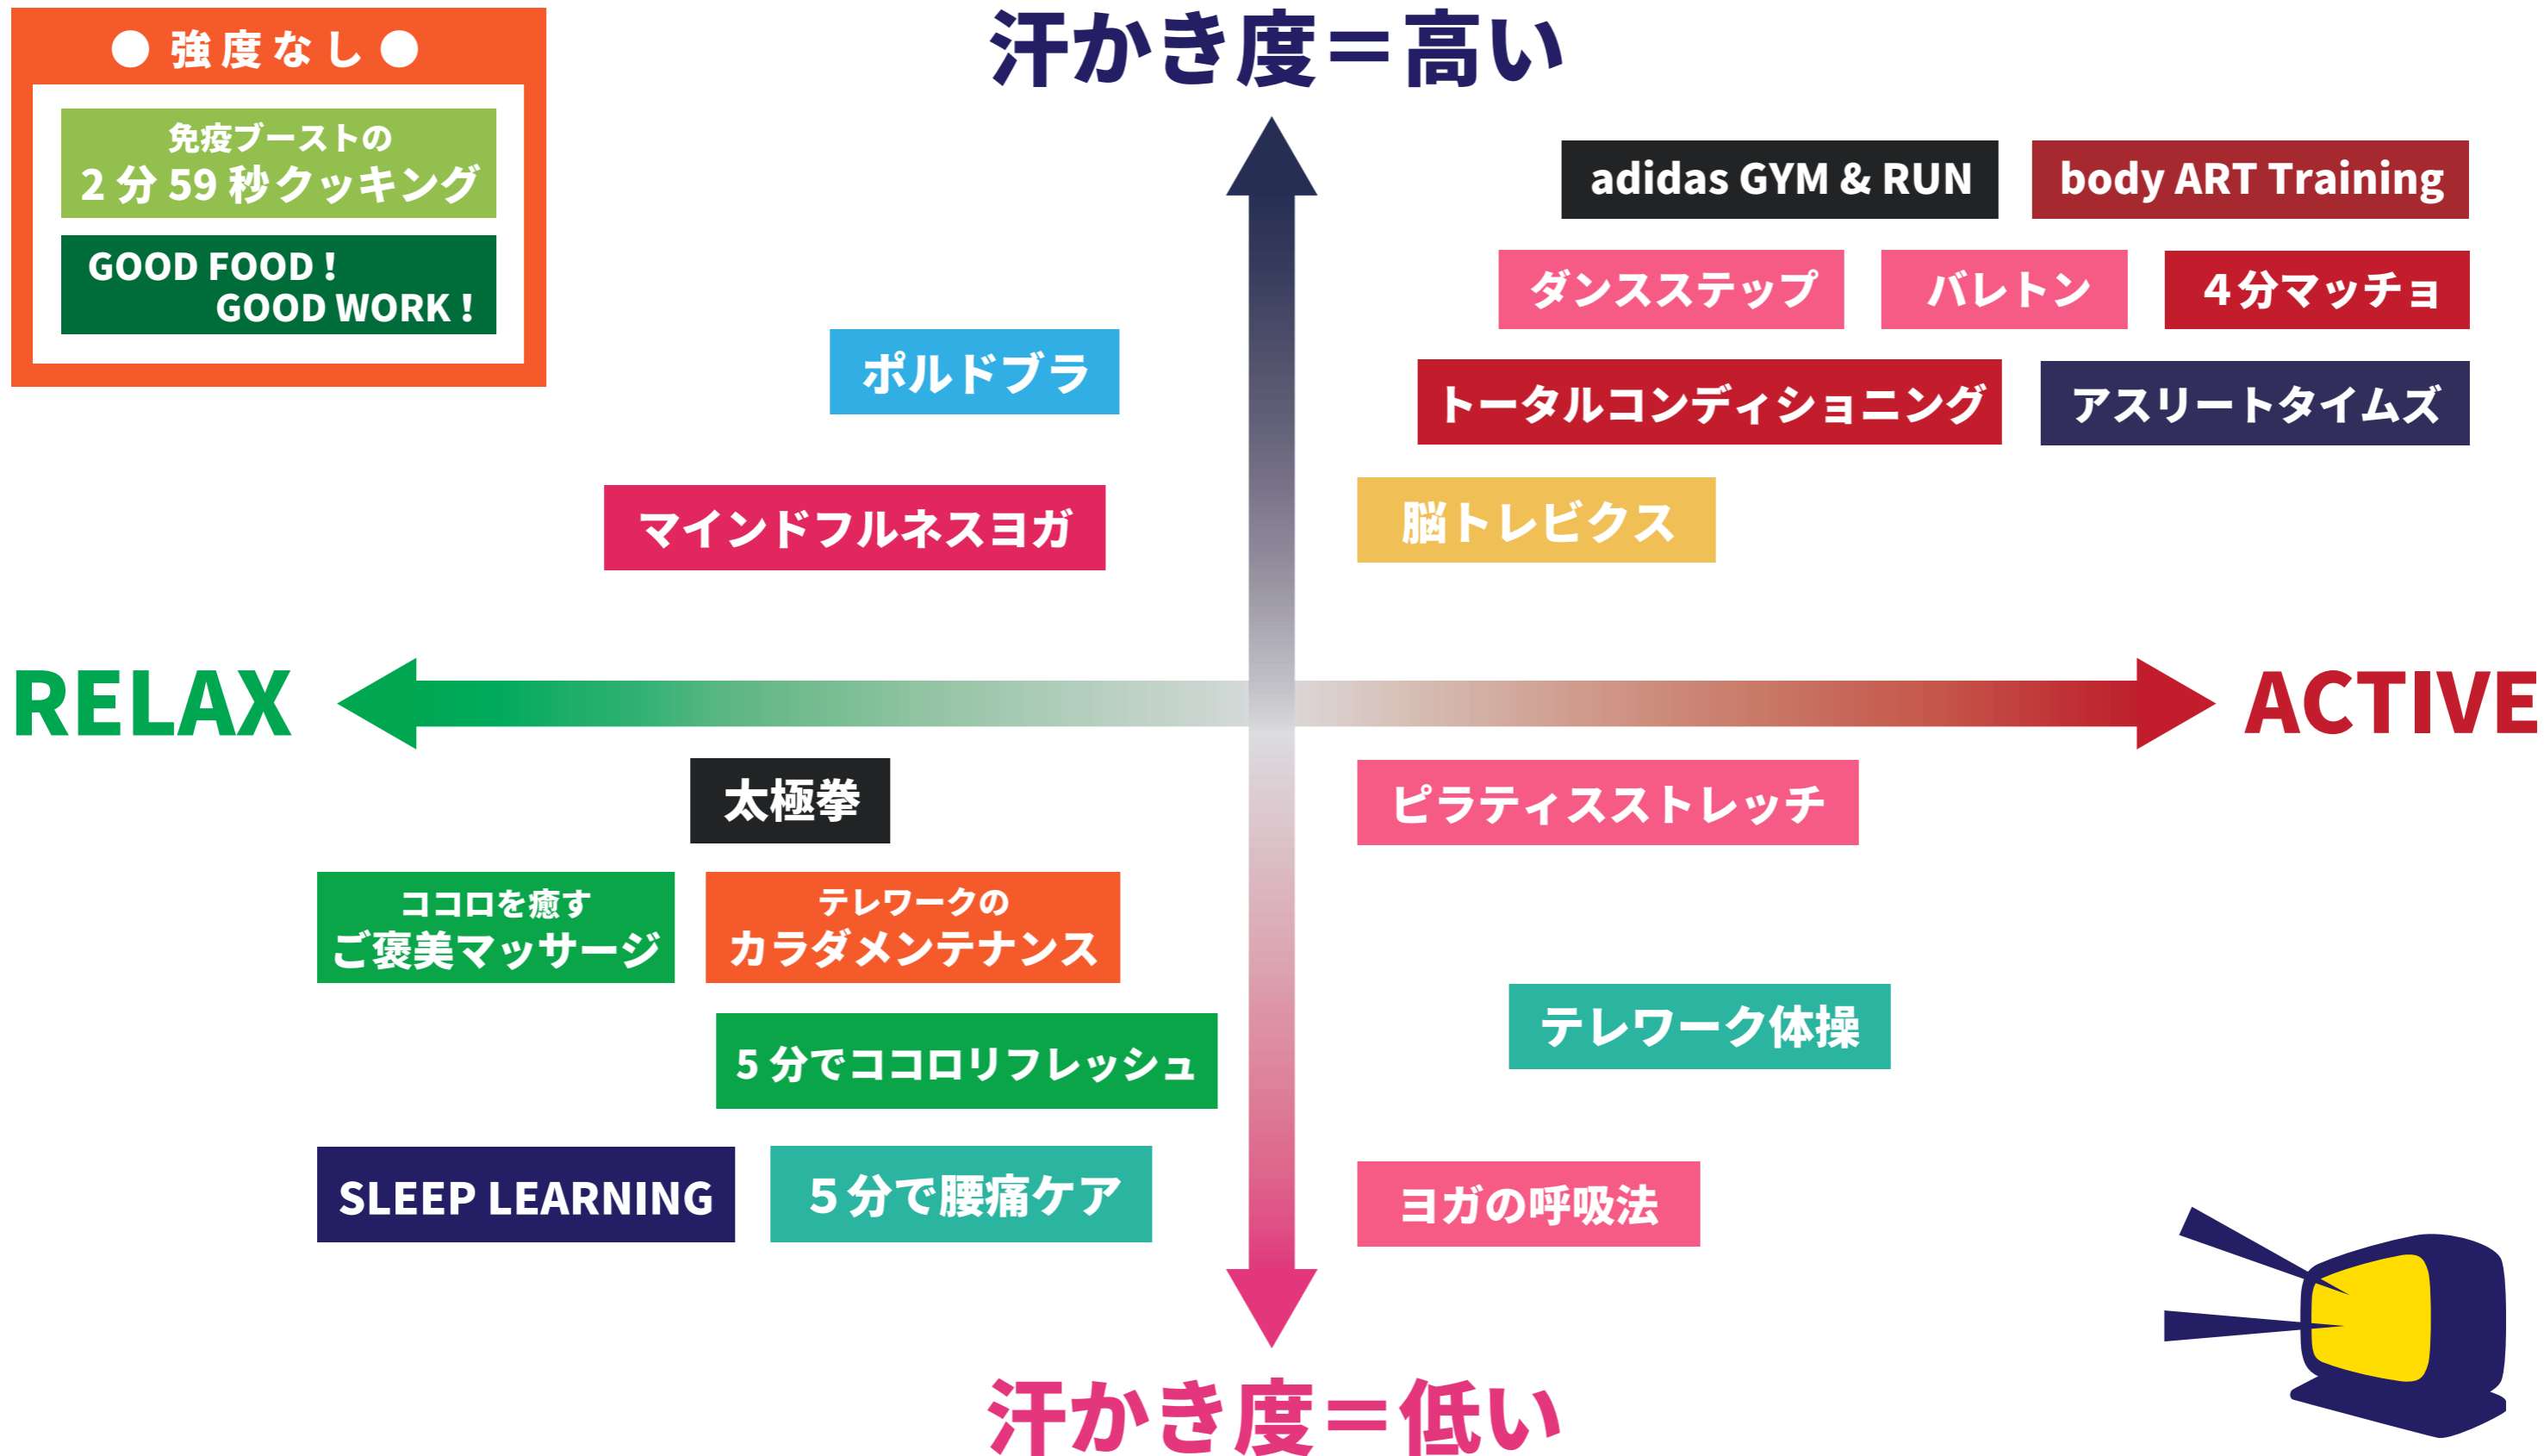 汗かき度＝高い
● 強度なし ●
免疫ブーストの
2分59秒クッキング
GOOD FOOD！
GOOD WORK！
adidas GYM & RUN
body ART Training
ダンスステップ
バレトン
4分マッチョ
ポルドブラ
トータルコンディショニング
アスリートタイムズ
マインドフルネスヨガ
脳トレビクス
RELAX
ACTIVE
太極拳
ピラティスストレッチ
ココロを癒す
ご褒美マッサージ
テレワークの
カラダメンテナンス
5分でココロリフレッシュ
テレワーク体操
SLEEP LEARNING
5分で腰痛ケア
ヨガの呼吸法
汗かき度＝低い